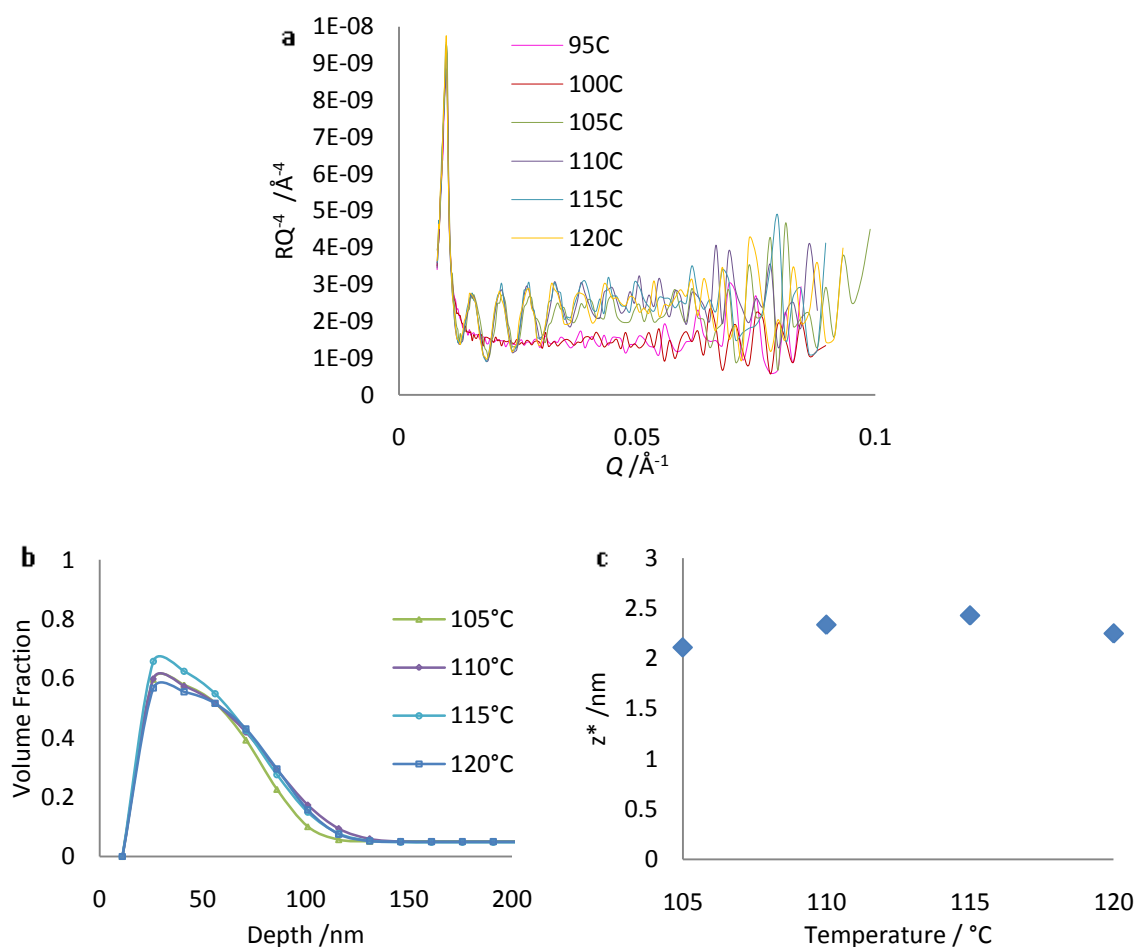 a
1E-08
9E-09
8E-09
7E-09
6E-09
5E-09
4E-09
3E-09
2E-09
1E-09
0
RQ⁻⁴ /Å⁻⁴
95C
100C
105C
110C
115C
120C
0 0.05 0.1
Q /Å⁻¹
b
1
0.8
0.6
0.4
0.2
0
Volume Fraction
105°C
110°C
115°C
120°C
0 50 100 150 200
Depth /nm
c
3
2.5
2
1.5
1
0.5
0
z* /nm
105 110 115 120
Temperature / °C